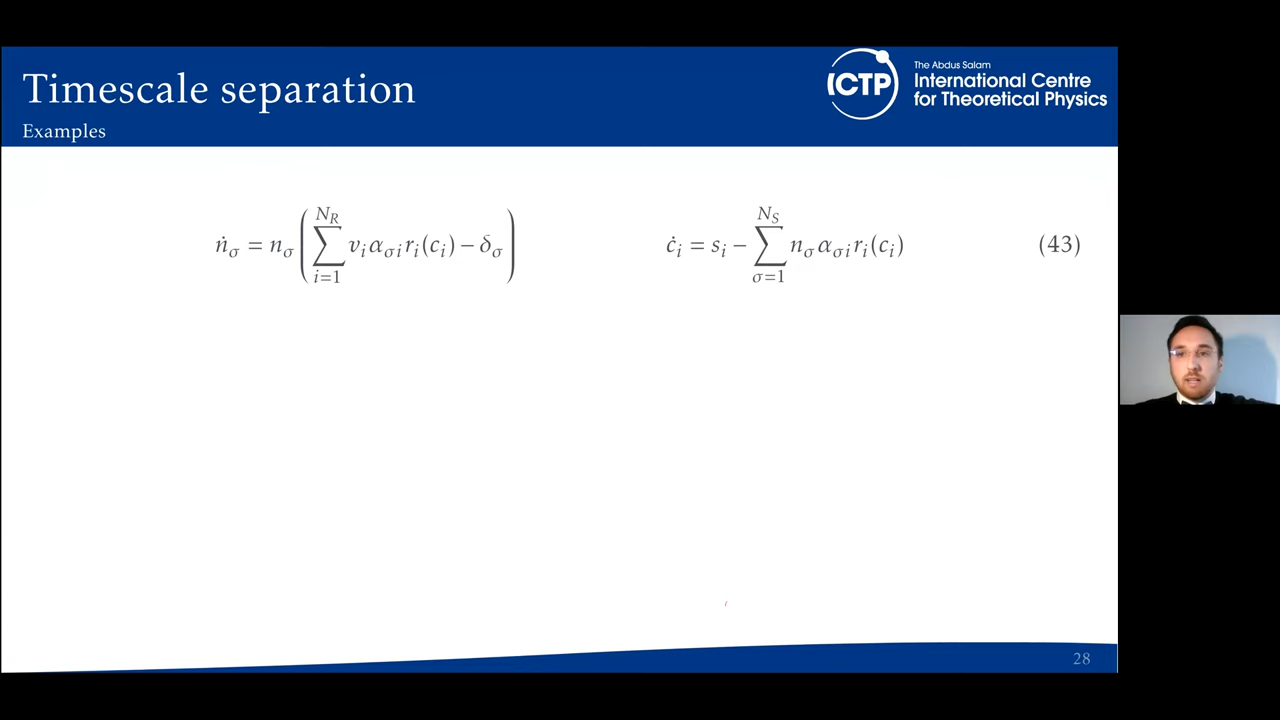 Timescale separation
Examples
ICTP
The Abdus Salam
International Centre
for Theoretical Physics
ṅ_σ = n_σ ( ∑_{i=1}^{N_R} v_i α_{σi} r_i(c_i) − δ_σ )    ċ_i = s_i − ∑_{σ=1}^{N_S} n_σ α_{σi} r_i(c_i)    (43)
28